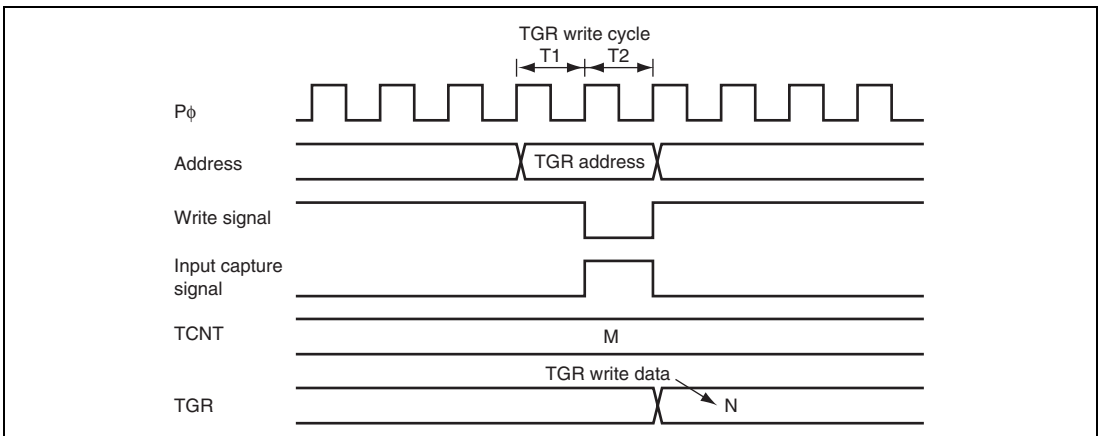 TGR write cycle
T1 T2
Pϕ
Address
TGR address
Write signal
Input capture
signal
TCNT
M
TGR write data
TGR
N